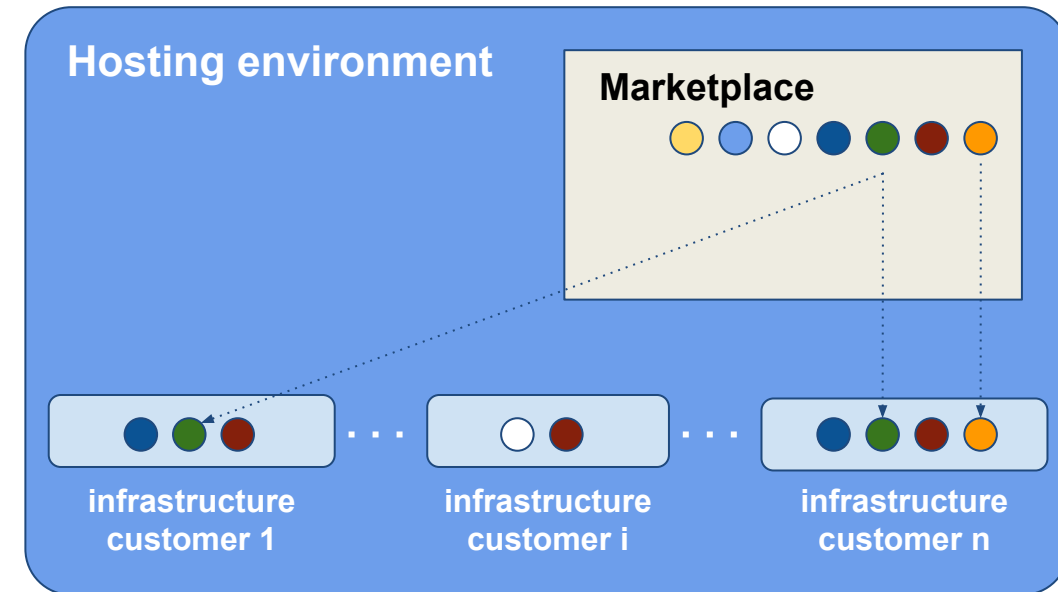 Hosting environment
Marketplace
. . .
. . .
infrastructure
customer 1
infrastructure
customer i
infrastructure
customer n